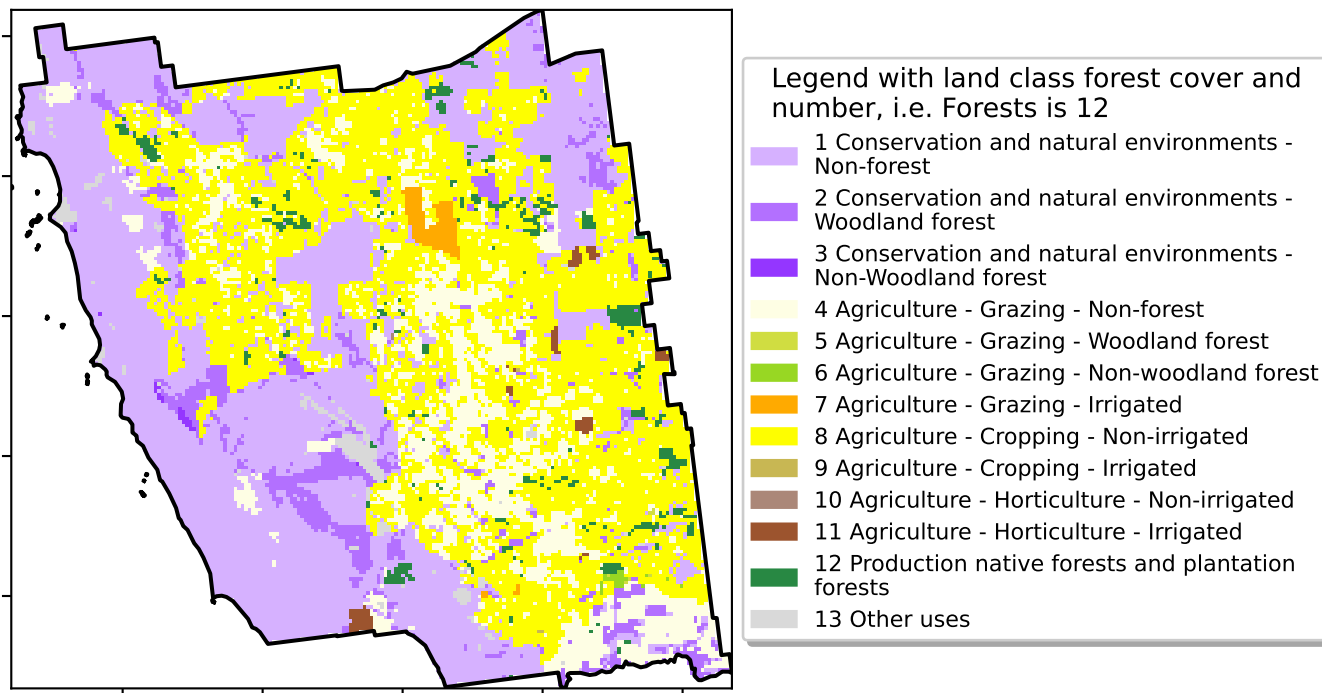 Legend with land class forest cover and
number, i.e. Forests is 12
1 Conservation and natural environments -
Non-forest
2 Conservation and natural environments -
Woodland forest
3 Conservation and natural environments -
Non-Woodland forest
4 Agriculture - Grazing - Non-forest
5 Agriculture - Grazing - Woodland forest
6 Agriculture - Grazing - Non-woodland forest
7 Agriculture - Grazing - Irrigated
8 Agriculture - Cropping - Non-irrigated
9 Agriculture - Cropping - Irrigated
10 Agriculture - Horticulture - Non-irrigated
11 Agriculture - Horticulture - Irrigated
12 Production native forests and plantation
forests
13 Other uses